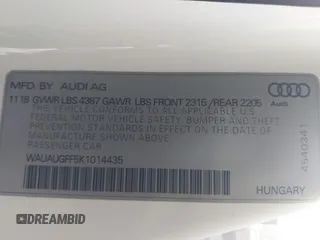 MFD. BY: AUDI AG
11 18 GVWR LBS 4387 GAWR LBS FRONT 2315 /REAR 2205
THIS VEHICLE CONFORMS TO ALL APPLICABLE U.S.
FEDERAL MOTOR VEHICLE SAFETY, BUMPER AND THEFT
PREVENTION STANDARDS IN EFFECT ON THE DATE OF
MANUFACTURE SHOWN ABOVE.
PASSENGER CAR
WAUAUGFF5K1014435
Audi
4540341
HUNGARY
DREAMBID